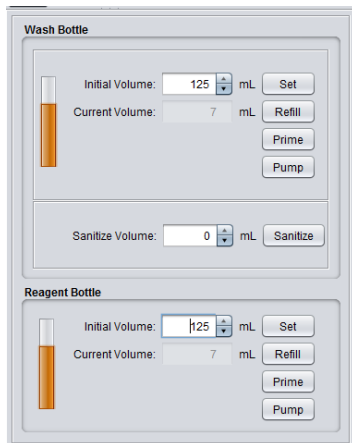 Wash Bottle
Initial Volume: 125 mL Set
Current Volume: 7 mL Refill
Prime
Pump
Sanitize Volume: 0 mL Sanitize
Reagent Bottle
Initial Volume: 125 mL Set
Current Volume: 7 mL Refill
Prime
Pump